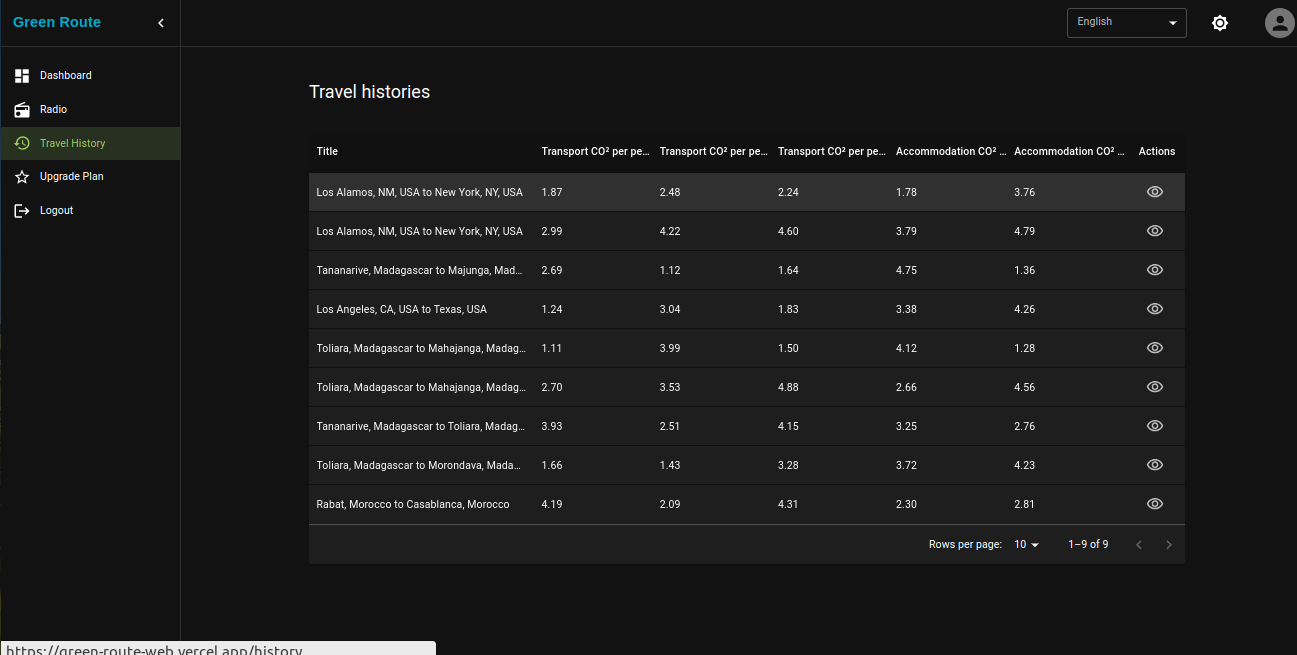 Green Route
English
Dashboard
Radio
Travel History
Upgrade Plan
Logout
Travel histories
Title Transport CO² per pe... Transport CO² per pe... Transport CO² per pe... Accommodation CO² ... Accommodation CO² ... Actions
Los Alamos, NM, USA to New York, NY, USA 1.87 2.48 2.24 1.78 3.76
Los Alamos, NM, USA to New York, NY, USA 2.99 4.22 4.60 3.79 4.79
Tananarive, Madagascar to Majunga, Mad... 2.69 1.12 1.64 4.75 1.36
Los Angeles, CA, USA to Texas, USA 1.24 3.04 1.83 3.38 4.26
Toliara, Madagascar to Mahajanga, Madag... 1.11 3.99 1.50 4.12 1.28
Toliara, Madagascar to Mahajanga, Madag... 2.70 3.53 4.88 2.66 4.56
Tananarive, Madagascar to Toliara, Madag... 3.93 2.51 4.15 3.25 2.76
Toliara, Madagascar to Morondava, Mada... 1.66 1.43 3.28 3.72 4.23
Rabat, Morocco to Casablanca, Morocco 4.19 2.09 4.31 2.30 2.81
Rows per page: 10 1–9 of 9
https://green-route-web.vercel.app/history